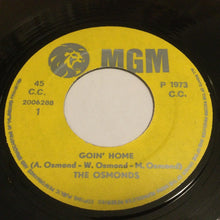 MGM
45
C.C.
P 1973
C.C.
2006288
1
GOIN' HOME
(A. Osmond - W. Osmond - M. Osmond)
THE OSMONDS